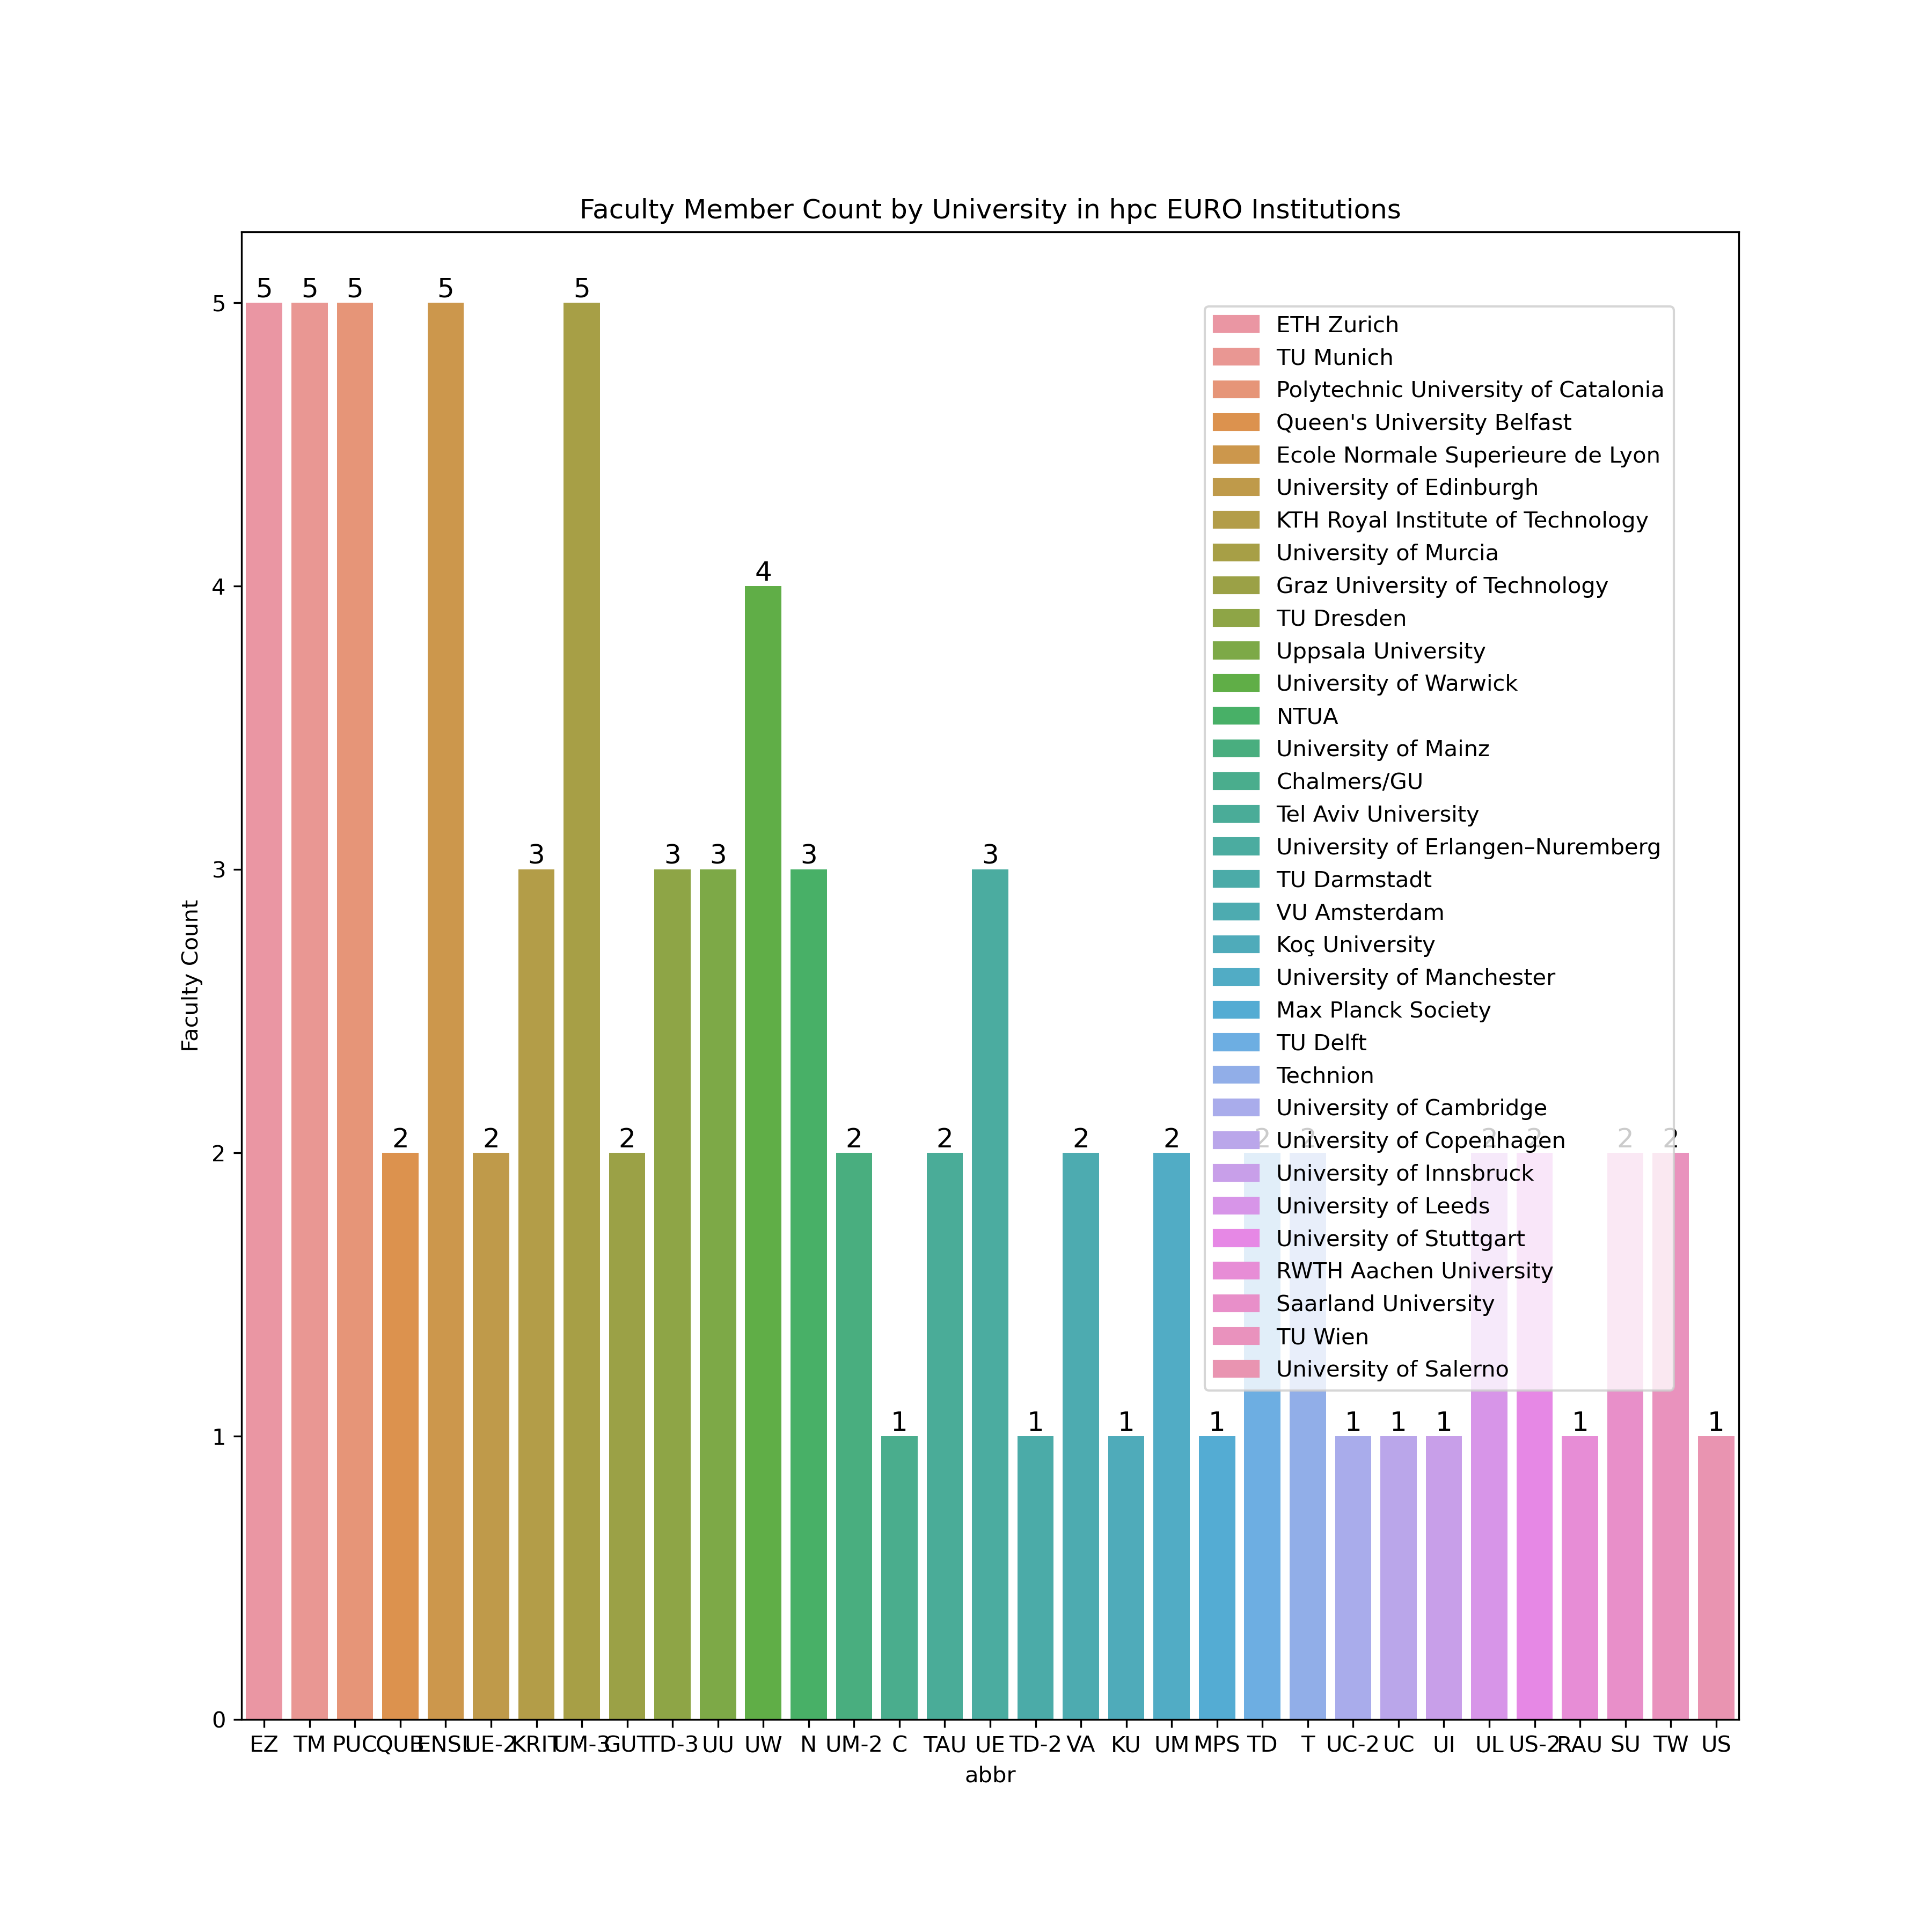 Faculty Member Count by University in hpc EURO Institutions
Faculty Count
5
4
3
2
1
0
5 5 5 2 5 2 3 5 2 3 3 4 3 2 1 2 3 1 2 1 2 1 2 2 1 1 1 2 2 1 2 2 1
ETH Zurich
TU Munich
Polytechnic University of Catalonia
Queen's University Belfast
Ecole Normale Superieure de Lyon
University of Edinburgh
KTH Royal Institute of Technology
University of Murcia
Graz University of Technology
TU Dresden
Uppsala University
University of Warwick
NTUA
University of Mainz
Chalmers/GU
Tel Aviv University
University of Erlangen–Nuremberg
TU Darmstadt
VU Amsterdam
Koç University
University of Manchester
Max Planck Society
TU Delft
Technion
University of Cambridge
University of Copenhagen
University of Innsbruck
University of Leeds
University of Stuttgart
RWTH Aachen University
Saarland University
TU Wien
University of Salerno
EZ TM PUC QUB ENSL UE-2 KRIT UM-3 GUT TD-3 UU UW N UM-2 C TAU UE TD-2 VA KU UM MPS TD T UC-2 UC UI UL US-2 RAU SU TW US
abbr